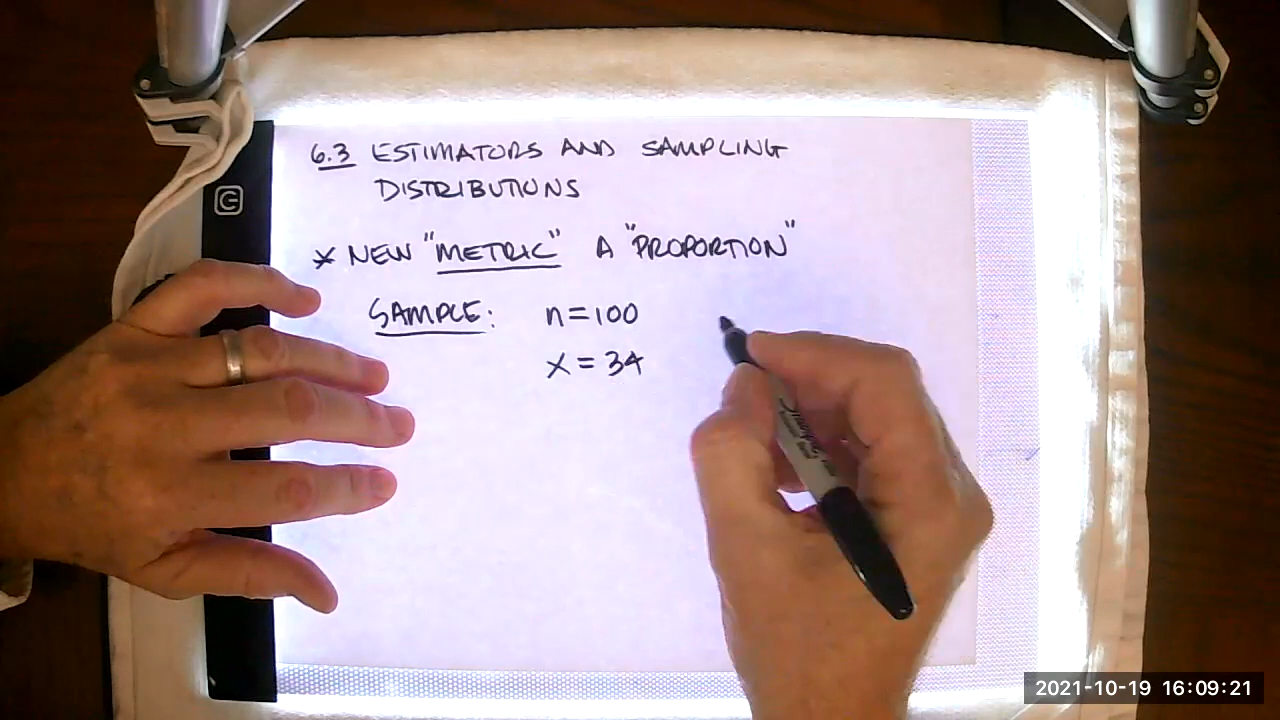 6.3 ESTIMATORS AND SAMPLING
DISTRIBUTIONS
* NEW "METRIC" A "PROPORTION"
SAMPLE: n=100
x=34
2021-10-19 16:09:21